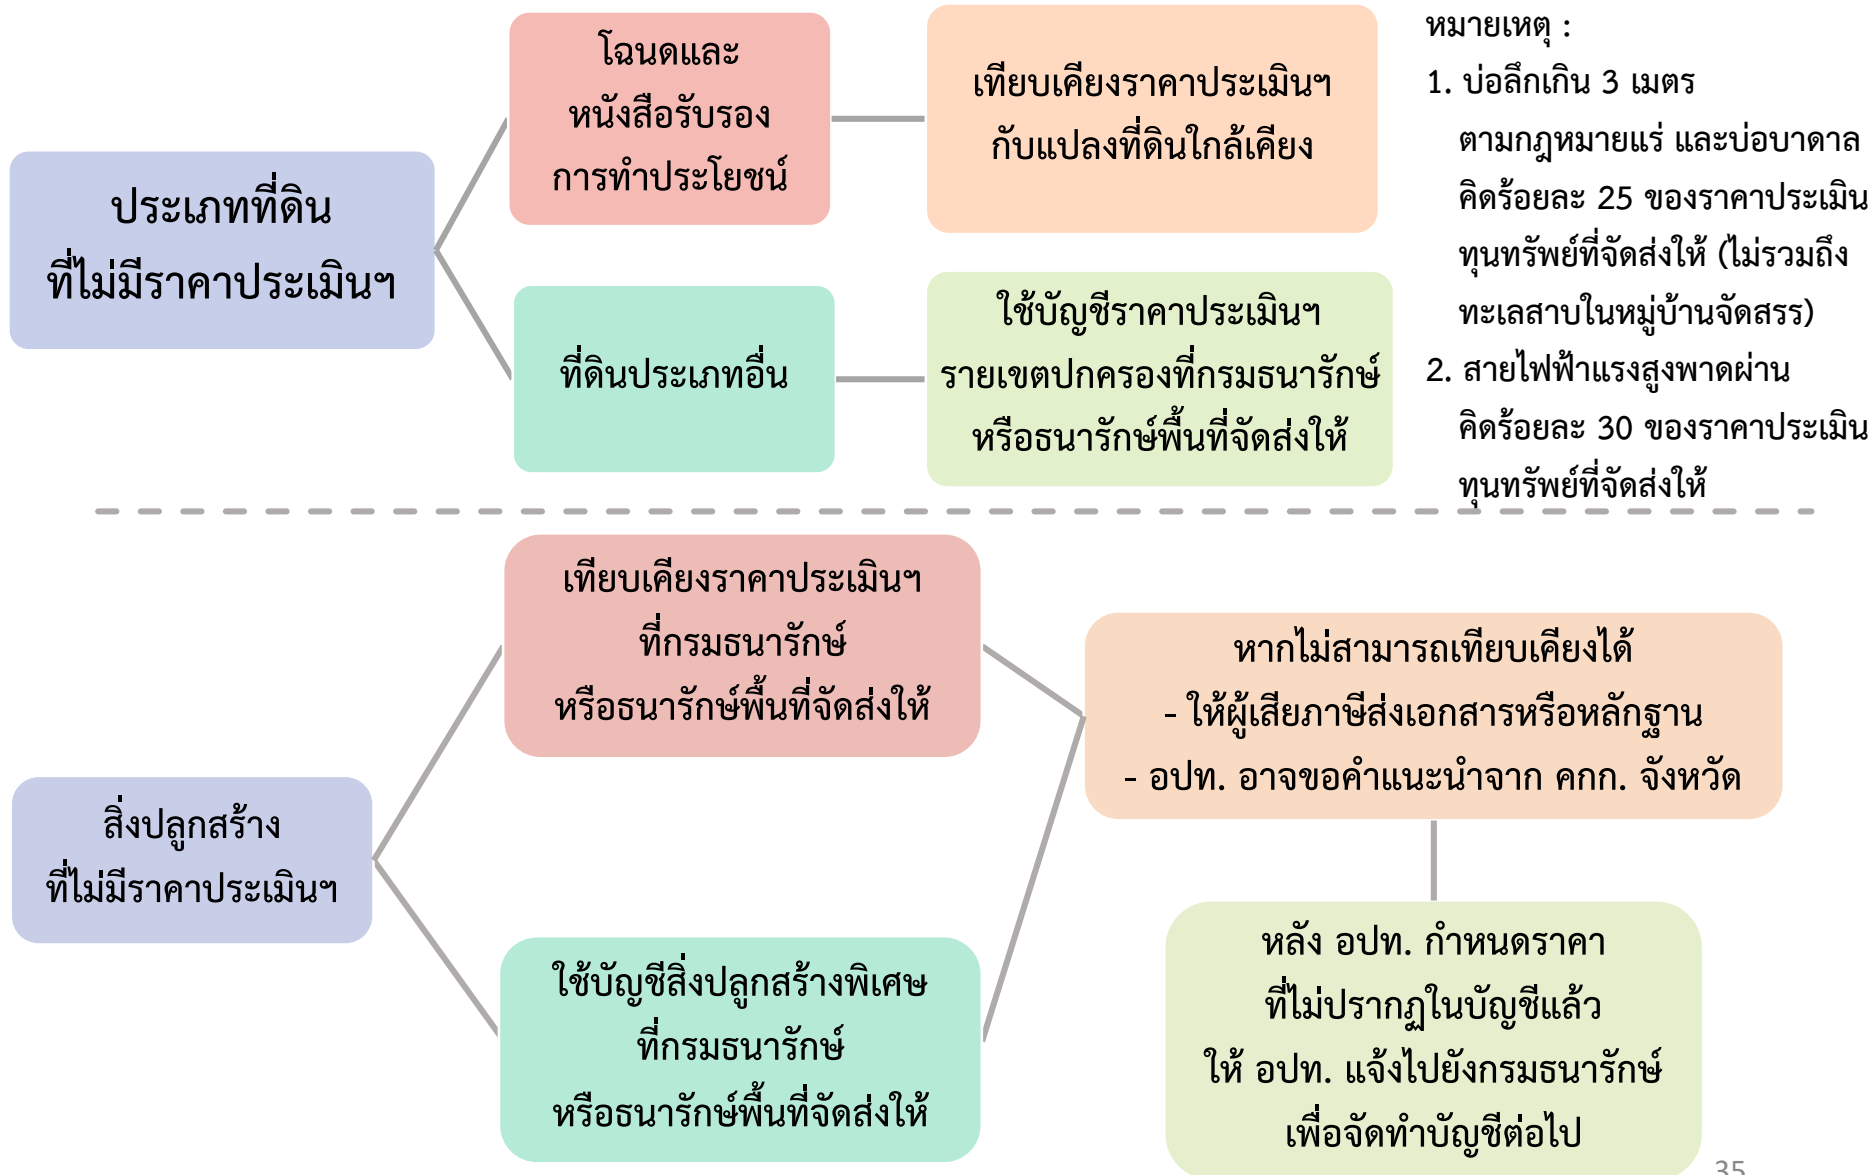 ประเภทที่ดิน
ที่ไม่มีราคาประเมินฯ
โฉนดและ
หนังสือรับรอง
การทำประโยชน์
เทียบเคียงราคาประเมินฯ
กับแปลงที่ดินใกล้เคียง
ที่ดินประเภทอื่น
ใช้บัญชีราคาประเมินฯ
รายเขตปกครองที่กรมธนารักษ์
หรือธนารักษ์พื้นที่จัดส่งให้
หมายเหตุ :
1. บ่อลึกเกิน 3 เมตร
ตามกฎหมายแร่ และบ่อบาดาล
คิดร้อยละ 25 ของราคาประเมิน
ทุนทรัพย์ที่จัดส่งให้ (ไม่รวมถึง
ทะเลสาบในหมู่บ้านจัดสรร)
2. สายไฟฟ้าแรงสูงพาดผ่าน
คิดร้อยละ 30 ของราคาประเมิน
ทุนทรัพย์ที่จัดส่งให้
สิ่งปลูกสร้าง
ที่ไม่มีราคาประเมินฯ
เทียบเคียงราคาประเมินฯ
ที่กรมธนารักษ์
หรือธนารักษ์พื้นที่จัดส่งให้
ใช้บัญชีสิ่งปลูกสร้างพิเศษ
ที่กรมธนารักษ์
หรือธนารักษ์พื้นที่จัดส่งให้
หากไม่สามารถเทียบเคียงได้
- ให้ผู้เสียภาษีส่งเอกสารหรือหลักฐาน
- อปท. อาจขอคำแนะนำจาก คกก. จังหวัด
หลัง อปท. กำหนดราคา
ที่ไม่ปรากฏในบัญชีแล้ว
ให้ อปท. แจ้งไปยังกรมธนารักษ์
เพื่อจัดทำบัญชีต่อไป
35